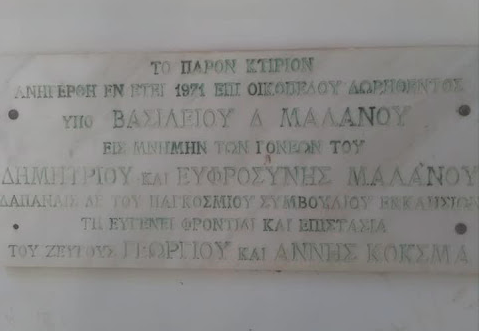 ΤΟ ΠΑΡΟΝ ΚΤΙΡΙΟΝ
ΑΝΗΓΕΡΘΗ ΕΝ ΕΤΕΙ 1971 ΕΠΙ ΟΙΚΟΠΕΔΟΥ ΔΩΡΗΘΕΝΤΟΣ
ΥΠΟ ΒΑΣΙΛΕΙΟΥ Δ ΜΑΛΑΝΟΥ
ΕΙΣ ΜΝΗΜΗΝ ΤΩΝ ΓΟΝΕΩΝ ΤΟΥ
ΔΗΜΗΤΡΙΟΥ ΚΑΙ ΕΥΦΡΟΣΥΝΗΣ ΜΑΛΑΝΟΥ
ΔΑΠΑΝΑΙΣ ΔΕ ΤΟΥ ΠΑΓΚΟΣΜΙΟΥ ΣΥΜΒΟΥΛΙΟΥ ΕΚΚΛΗΣΙΩΝ
ΤΗ ΕΥΓΕΝΕΙ ΦΡΟΝΤΙΔΙ ΚΑΙ ΕΠΙΣΤΑΣΙΑ
ΤΟΥ ΖΕΥΓΟΥΣ ΓΕΩΡΓΙΟΥ ΚΑΙ ΑΝΝΗΣ ΚΟΚΣΜΑ